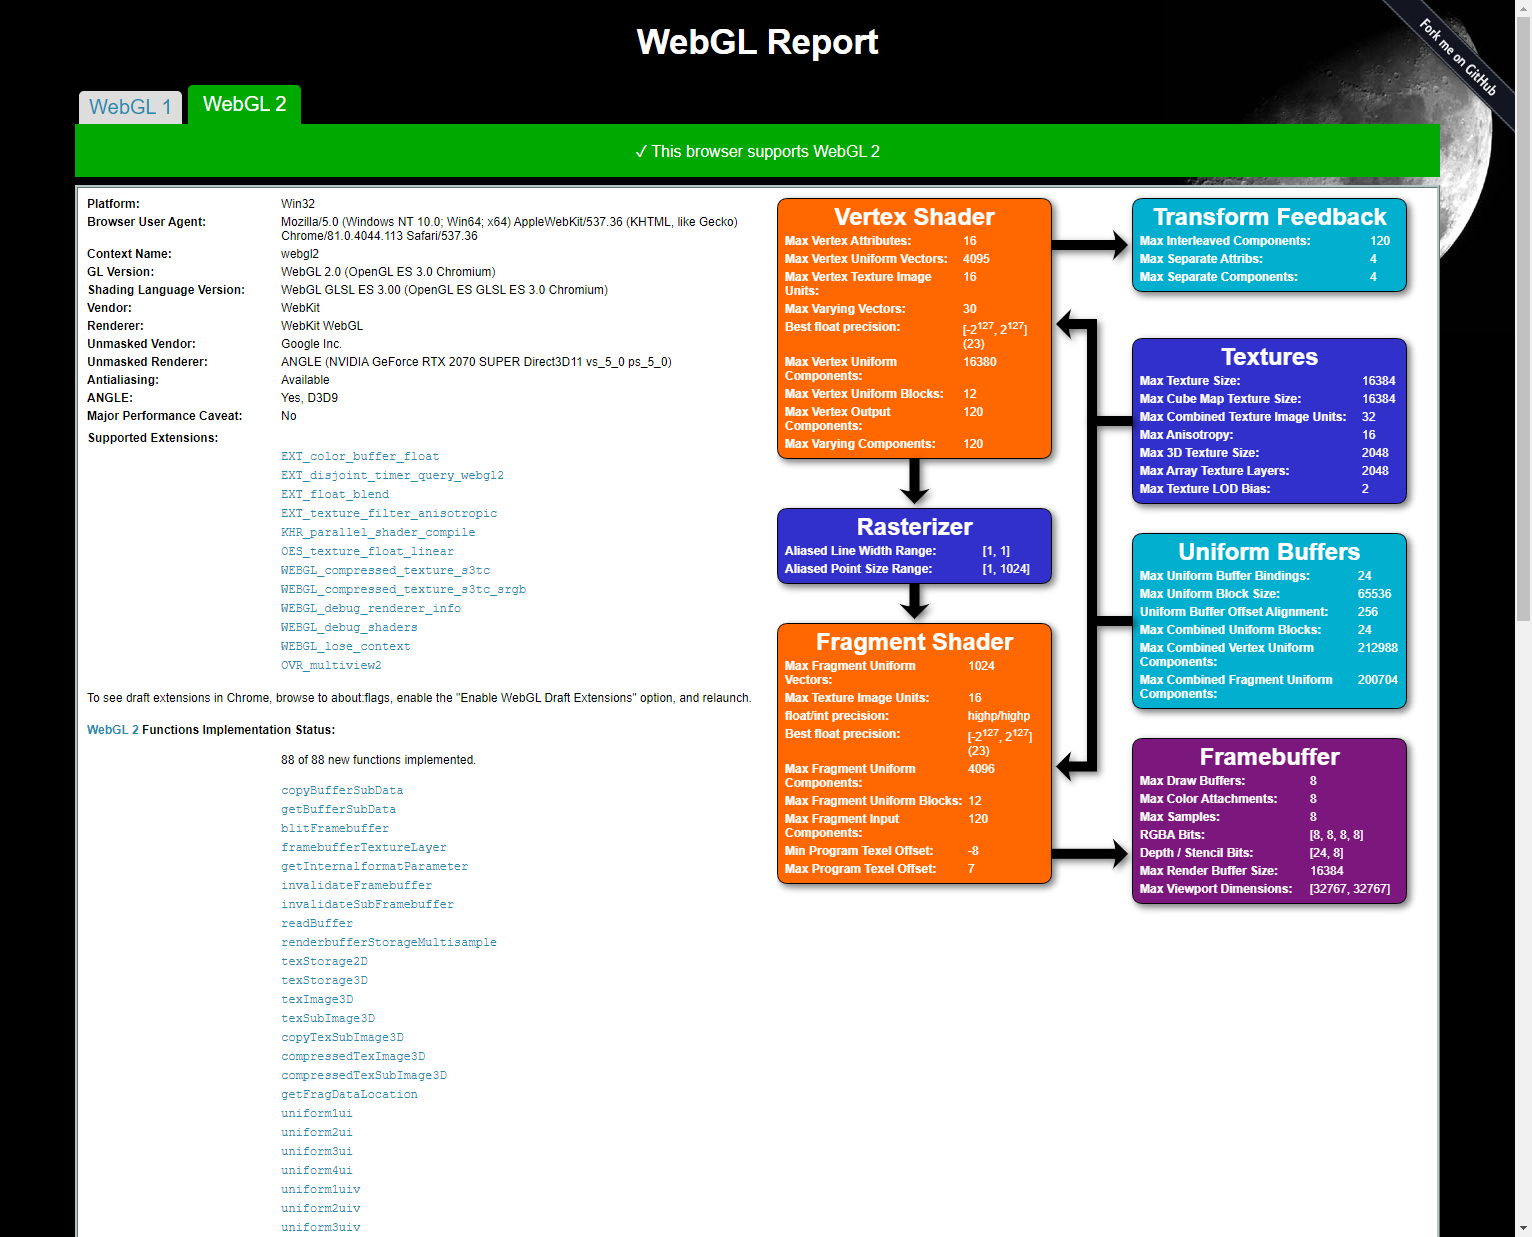 WebGL Report
Fork me on GitHub
WebGL 1
WebGL 2
✓ This browser supports WebGL 2
Platform: Win32
Browser User Agent: Mozilla/5.0 (Windows NT 10.0; Win64; x64) AppleWebKit/537.36 (KHTML, like Gecko)
Chrome/81.0.4044.113 Safari/537.36
Context Name: webgl2
GL Version: WebGL 2.0 (OpenGL ES 3.0 Chromium)
Shading Language Version: WebGL GLSL ES 3.00 (OpenGL ES GLSL ES 3.0 Chromium)
Vendor: WebKit
Renderer: WebKit WebGL
Unmasked Vendor: Google Inc.
Unmasked Renderer: ANGLE (NVIDIA GeForce RTX 2070 SUPER Direct3D11 vs_5_0 ps_5_0)
Antialiasing: Available
ANGLE: Yes, D3D9
Major Performance Caveat: No
Supported Extensions:
EXT_color_buffer_float
EXT_disjoint_timer_query_webgl2
EXT_float_blend
EXT_texture_filter_anisotropic
KHR_parallel_shader_compile
OES_texture_float_linear
WEBGL_compressed_texture_s3tc
WEBGL_compressed_texture_s3tc_srgb
WEBGL_debug_renderer_info
WEBGL_debug_shaders
WEBGL_lose_context
OVR_multiview2
To see draft extensions in Chrome, browse to about:flags, enable the "Enable WebGL Draft Extensions" option, and relaunch.
WebGL 2 Functions Implementation Status:
88 of 88 new functions implemented.
copyBufferSubData
getBufferSubData
blitFramebuffer
framebufferTextureLayer
getInternalformatParameter
invalidateFramebuffer
invalidateSubFramebuffer
readBuffer
renderbufferStorageMultisample
texStorage2D
texStorage3D
texImage3D
texSubImage3D
copyTexSubImage3D
compressedTexImage3D
compressedTexSubImage3D
getFragDataLocation
uniform1ui
uniform2ui
uniform3ui
uniform4ui
uniform1uiv
uniform2uiv
uniform3uiv
Vertex Shader
Max Vertex Attributes: 16
Max Vertex Uniform Vectors: 4095
Max Vertex Texture Image 16
Units:
Max Varying Vectors: 30
Best float precision: [-2^127, 2^127]
(23)
Max Vertex Uniform 16380
Components:
Max Vertex Uniform Blocks: 12
Max Vertex Output 120
Components:
Max Varying Components: 120
Rasterizer
Aliased Line Width Range: [1, 1]
Aliased Point Size Range: [1, 1024]
Fragment Shader
Max Fragment Uniform 1024
Vectors:
Max Texture Image Units: 16
float/int precision: highp/highp
Best float precision: [-2^127, 2^127]
(23)
Max Fragment Uniform 4096
Components:
Max Fragment Uniform Blocks: 12
Max Fragment Input 120
Components:
Min Program Texel Offset: -8
Max Program Texel Offset: 7
Transform Feedback
Max Interleaved Components: 120
Max Separate Attribs: 4
Max Separate Components: 4
Textures
Max Texture Size: 16384
Max Cube Map Texture Size: 16384
Max Combined Texture Image Units: 32
Max Anisotropy: 16
Max 3D Texture Size: 2048
Max Array Texture Layers: 2048
Max Texture LOD Bias: 2
Uniform Buffers
Max Uniform Buffer Bindings: 24
Max Uniform Block Size: 65536
Uniform Buffer Offset Alignment: 256
Max Combined Uniform Blocks: 24
Max Combined Vertex Uniform 212988
Components:
Max Combined Fragment Uniform 200704
Components:
Framebuffer
Max Draw Buffers: 8
Max Color Attachments: 8
Max Samples: 8
RGBA Bits: [8, 8, 8, 8]
Depth / Stencil Bits: [24, 8]
Max Render Buffer Size: 16384
Max Viewport Dimensions: [32767, 32767]